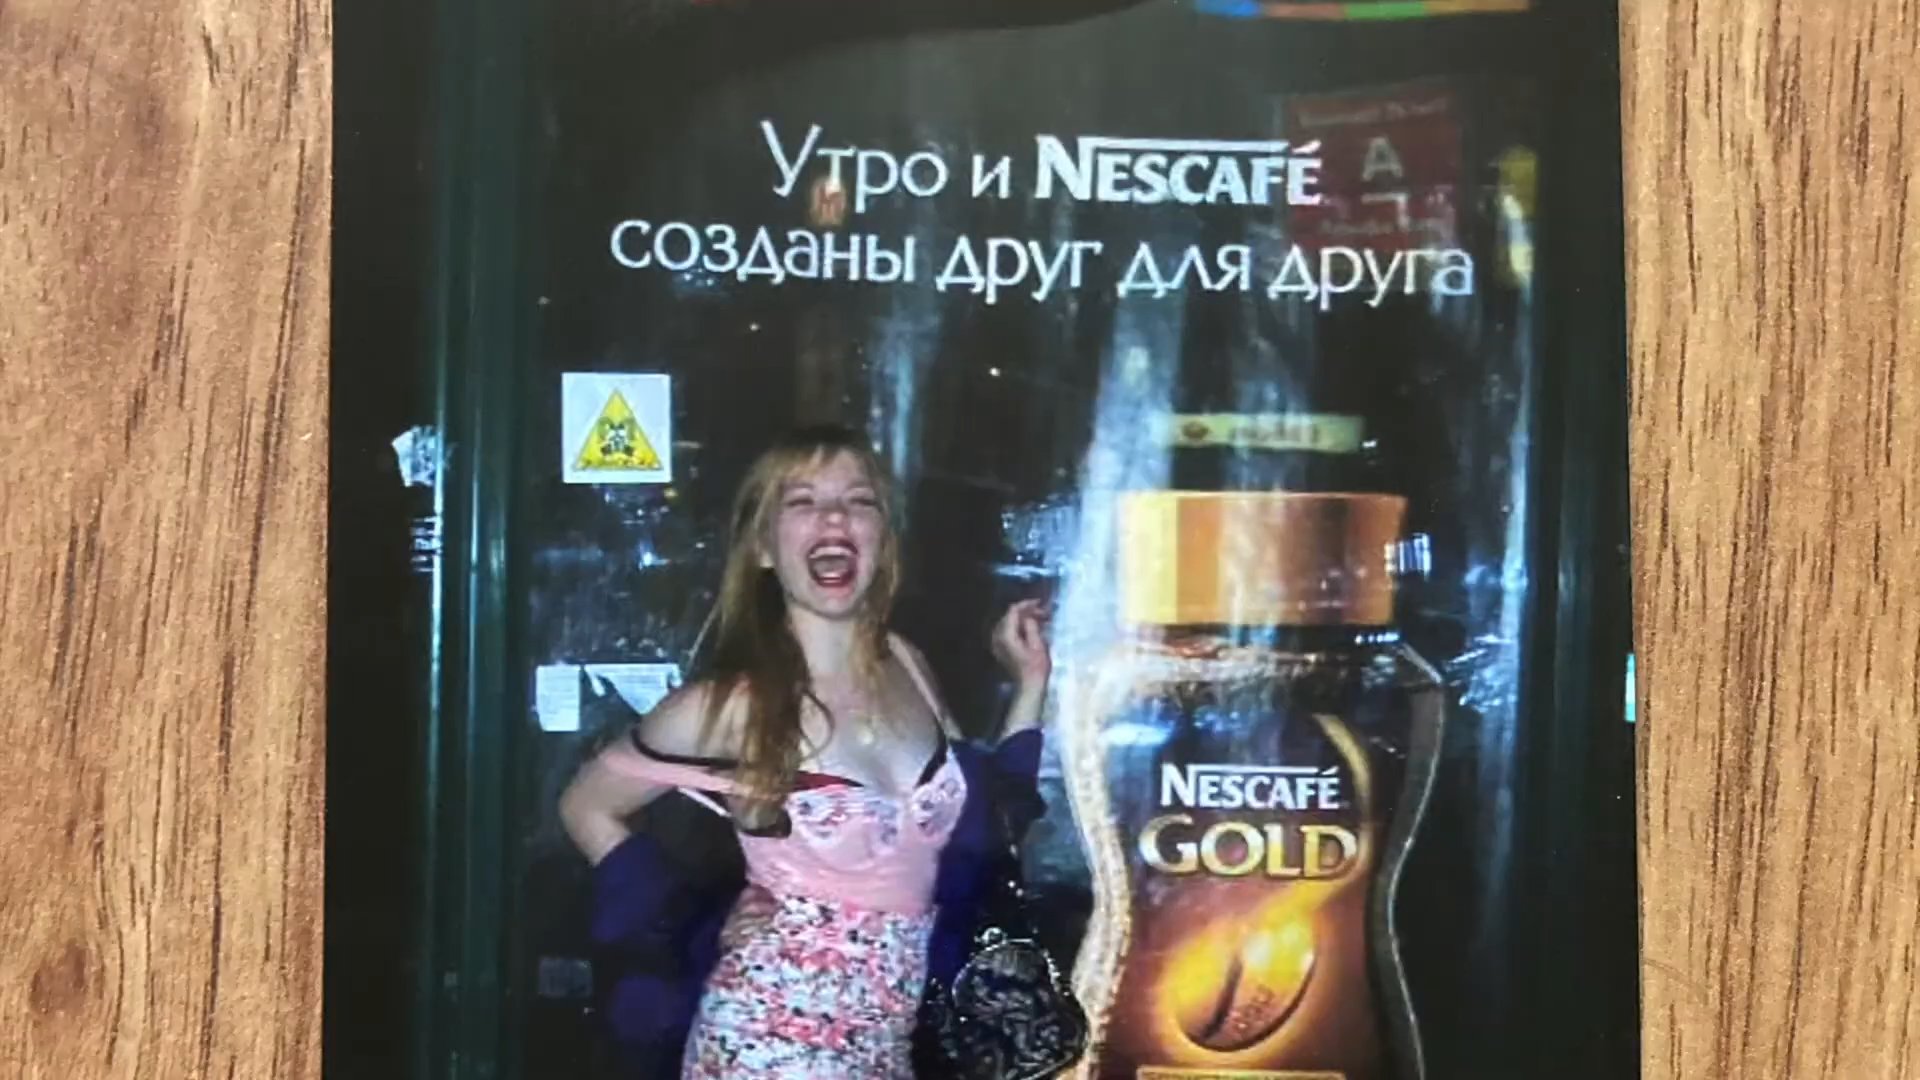 Утро и NESCAFÉ
созданы друг для друга
A
NESCAFÉ
GOLD